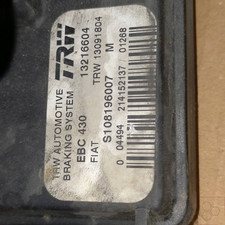 TRW
TRW AUTOMOTIVE
BRAKING SYSTEM
EBC 430
FIAT
13216604
TRW 13091804
S108196007 M
0 04494 214152137 01268